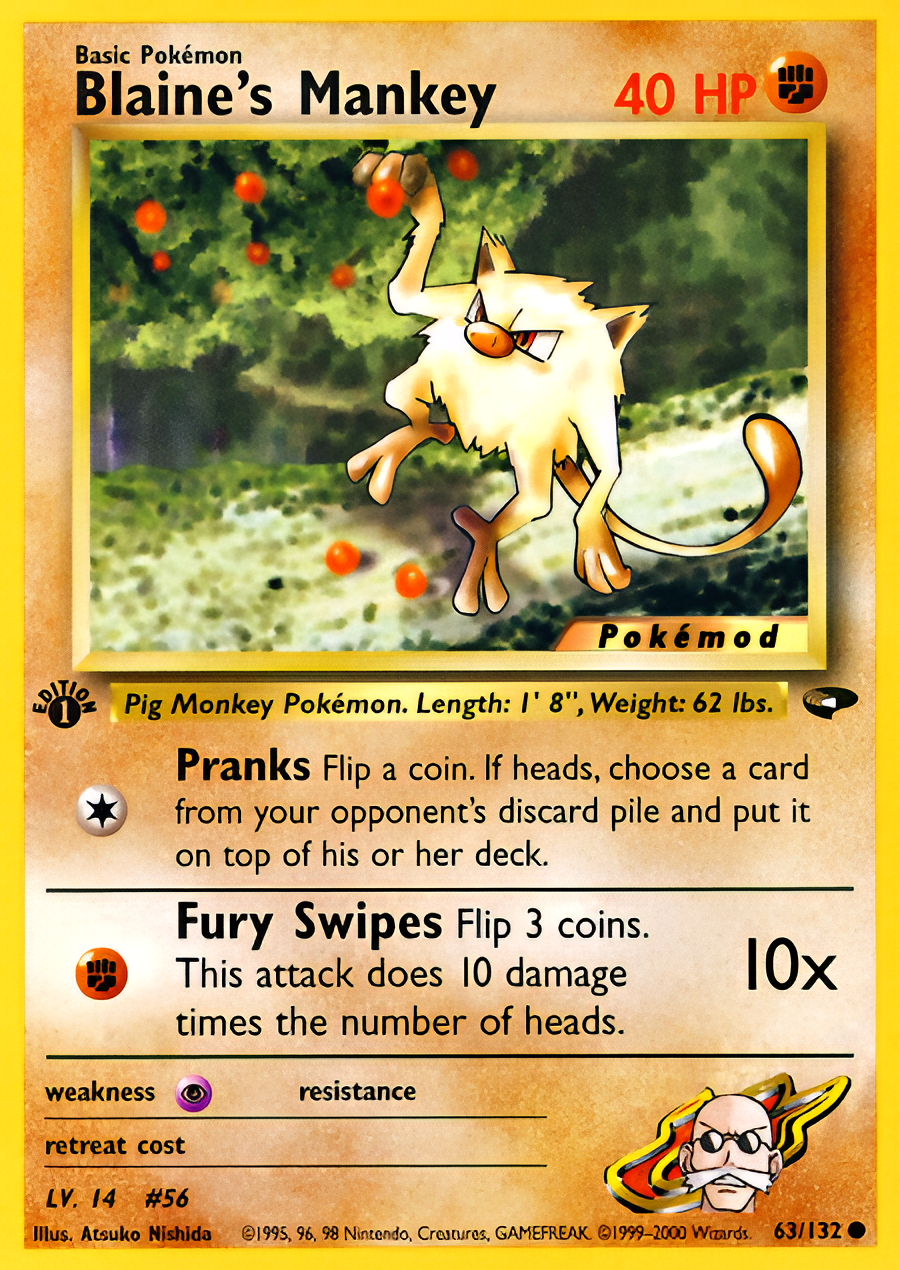 Basic Pokémon
Blaine's Mankey
40 HP
Pokémod
EDITION
1
Pig Monkey Pokémon. Length: 1' 8", Weight: 62 lbs.
Pranks Flip a coin. If heads, choose a card
from your opponent's discard pile and put it
on top of his or her deck.
Fury Swipes Flip 3 coins.
This attack does 10 damage
times the number of heads.
10x
weakness
resistance
retreat cost
LV. 14 #56
Illus. Atsuko Nishida
©1995, 96, 98 Nintendo, Creatures, GAMEFREAK. ©1999–2000 Wizards.
63/132